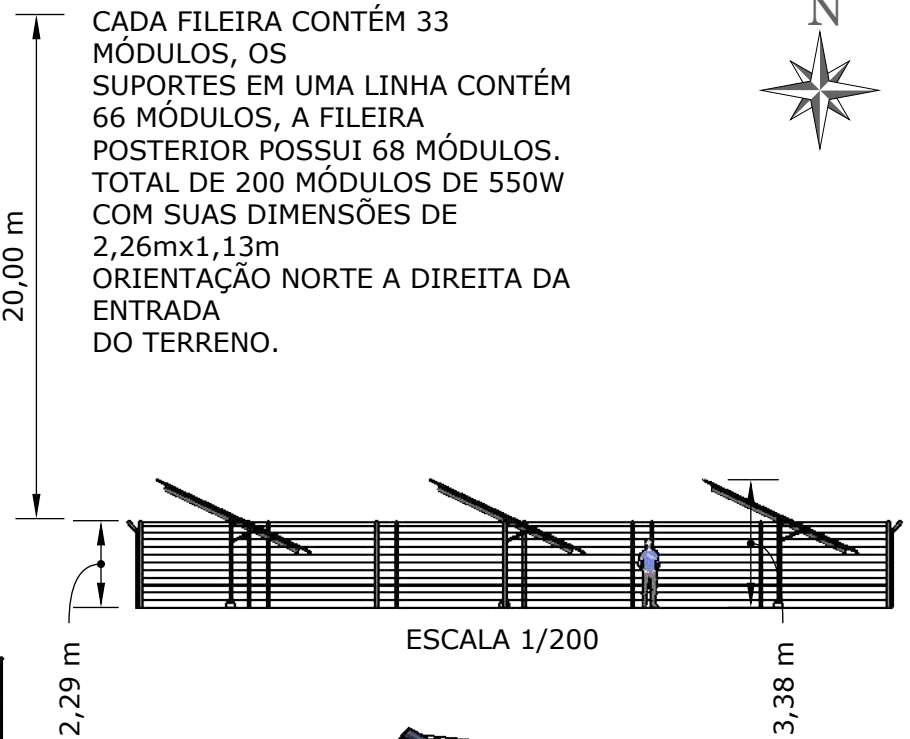 N
CADA FILEIRA CONTÉM 33
MÓDULOS, OS
SUPORTES EM UMA LINHA CONTÉM
66 MÓDULOS, A FILEIRA
POSTERIOR POSSUI 68 MÓDULOS.
TOTAL DE 200 MÓDULOS DE 550W
COM SUAS DIMENSÕES DE
2,26mx1,13m
ORIENTAÇÃO NORTE A DIREITA DA
ENTRADA
DO TERRENO.
20,00 m
ESCALA 1/200
2,29 m
3,38 m